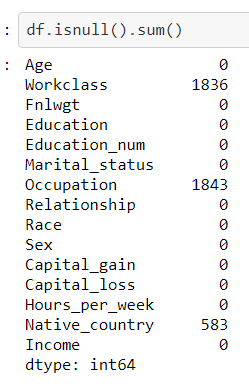 : df.isnull().sum()
: Age 0
Workclass 1836
Fnlwgt 0
Education 0
Education_num 0
Marital_status 0
Occupation 1843
Relationship 0
Race 0
Sex 0
Capital_gain 0
Capital_loss 0
Hours_per_week 0
Native_country 583
Income 0
dtype: int64